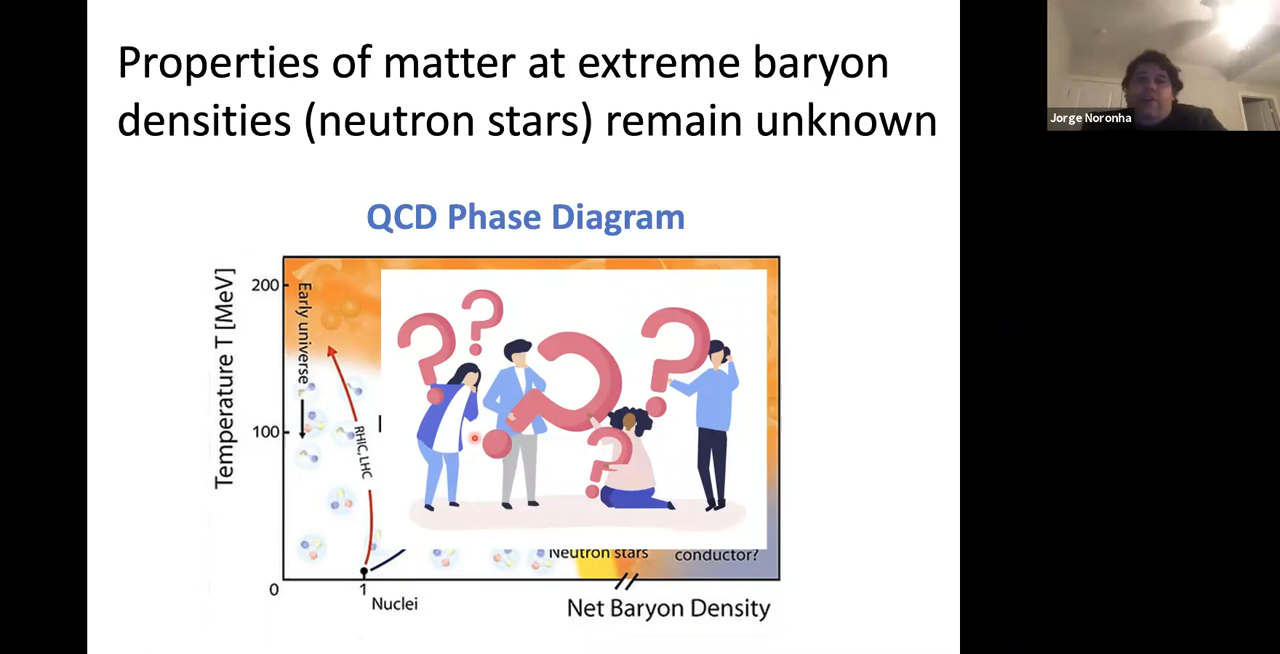 Properties of matter at extreme baryon
densities (neutron stars) remain unknown
Jorge Noronha
QCD Phase Diagram
Temperature T [MeV]
200
100
0
Early universe
RHIC, LHC
Neutron stars
conductor?
1
Nuclei
Net Baryon Density
? ? ? ? ?